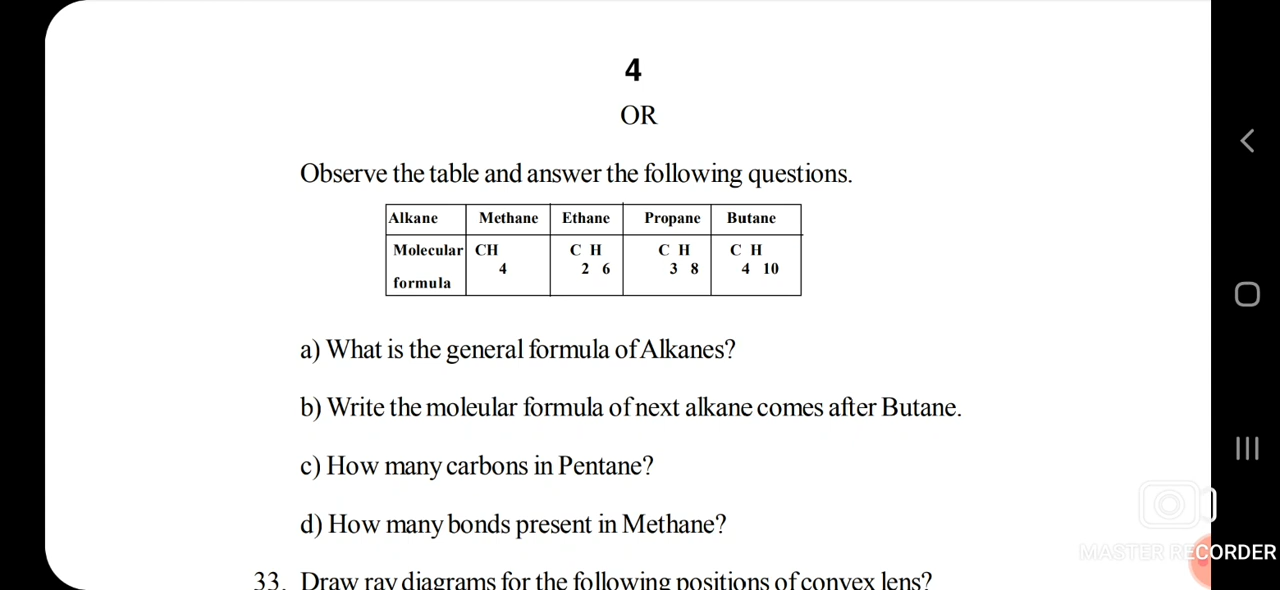 4
OR
Observe the table and answer the following questions.
Alkane Methane Ethane Propane Butane
Molecular CH C H C H C H
4 2 6 3 8 4 10
formula
a) What is the general formula of Alkanes?
b) Write the moleular formula of next alkane comes after Butane.
c) How many carbons in Pentane?
d) How many bonds present in Methane?
MASTER RECORDER
33. Draw ray diagrams for the following positions of convex lens?